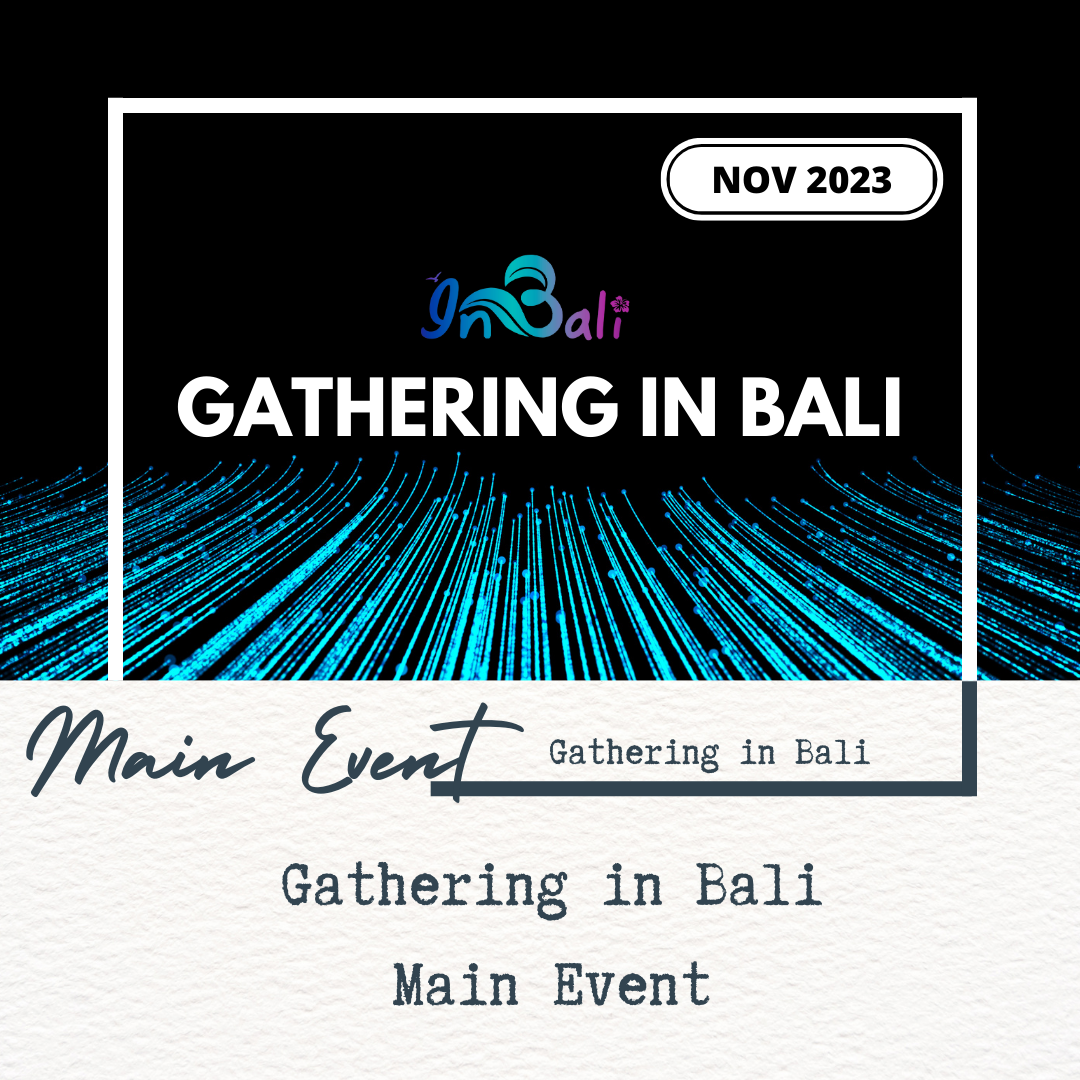 NOV 2023
InBali
GATHERING IN BALI
Main Event
Gathering in Bali
Gathering in Bali
Main Event